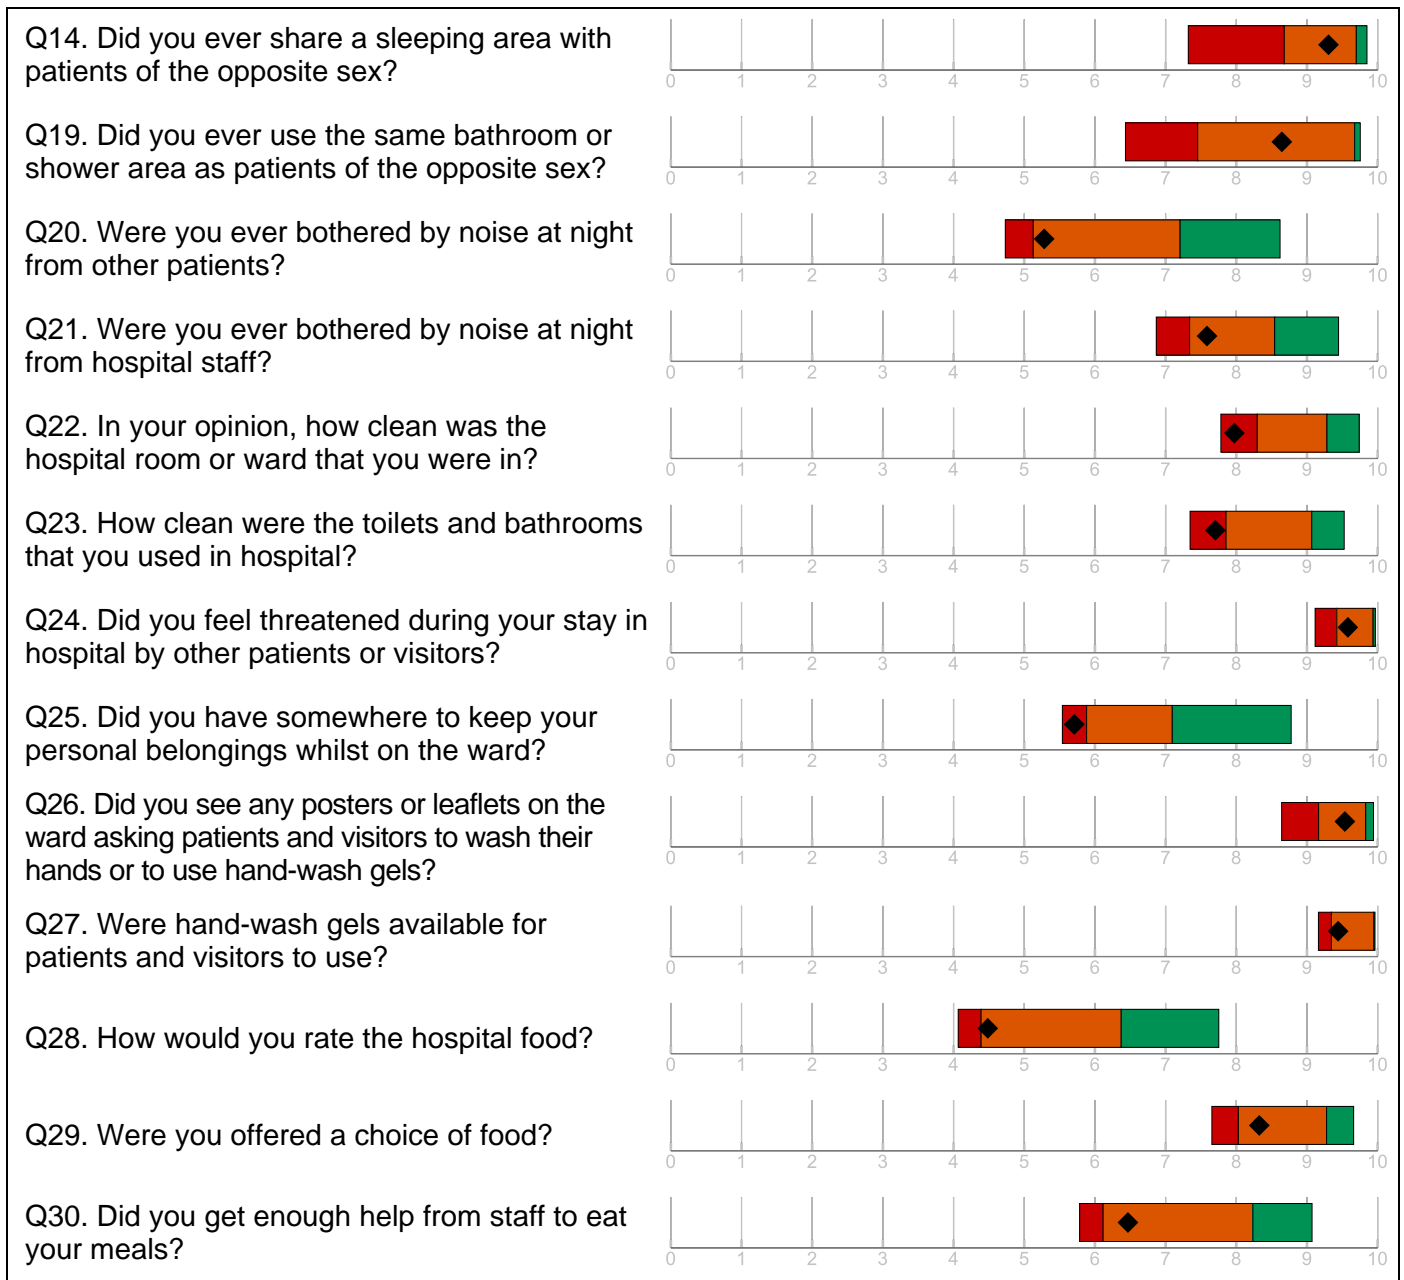 Q14. Did you ever share a sleeping area with
patients of the opposite sex?
0 1 2 3 4 5 6 7 8 9 10
Q19. Did you ever use the same bathroom or
shower area as patients of the opposite sex?
0 1 2 3 4 5 6 7 8 9 10
Q20. Were you ever bothered by noise at night
from other patients?
0 1 2 3 4 5 6 7 8 9 10
Q21. Were you ever bothered by noise at night
from hospital staff?
0 1 2 3 4 5 6 7 8 9 10
Q22. In your opinion, how clean was the
hospital room or ward that you were in?
0 1 2 3 4 5 6 7 8 9 10
Q23. How clean were the toilets and bathrooms
that you used in hospital?
0 1 2 3 4 5 6 7 8 9 10
Q24. Did you feel threatened during your stay in
hospital by other patients or visitors?
0 1 2 3 4 5 6 7 8 9 10
Q25. Did you have somewhere to keep your
personal belongings whilst on the ward?
0 1 2 3 4 5 6 7 8 9 10
Q26. Did you see any posters or leaflets on the
ward asking patients and visitors to wash their
hands or to use hand-wash gels?
0 1 2 3 4 5 6 7 8 9 10
Q27. Were hand-wash gels available for
patients and visitors to use?
0 1 2 3 4 5 6 7 8 9 10
Q28. How would you rate the hospital food?
0 1 2 3 4 5 6 7 8 9 10
Q29. Were you offered a choice of food?
0 1 2 3 4 5 6 7 8 9 10
Q30. Did you get enough help from staff to eat
your meals?
0 1 2 3 4 5 6 7 8 9 10